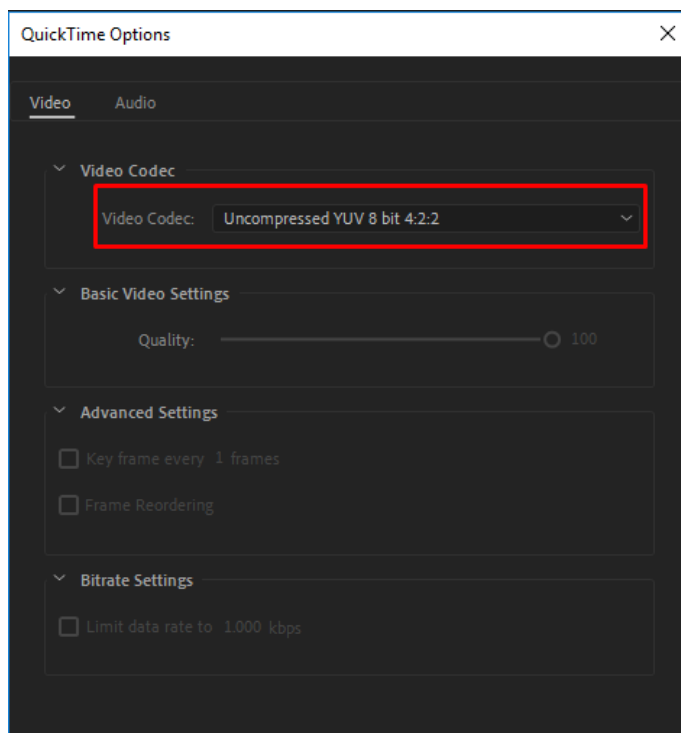 QuickTime Options
Video Audio
Video Codec
Video Codec: Uncompressed YUV 8 bit 4:2:2
Basic Video Settings
Quality: 100
Advanced Settings
Key frame every 1 frames
Frame Reordering
Bitrate Settings
Limit data rate to 1.000 kbps